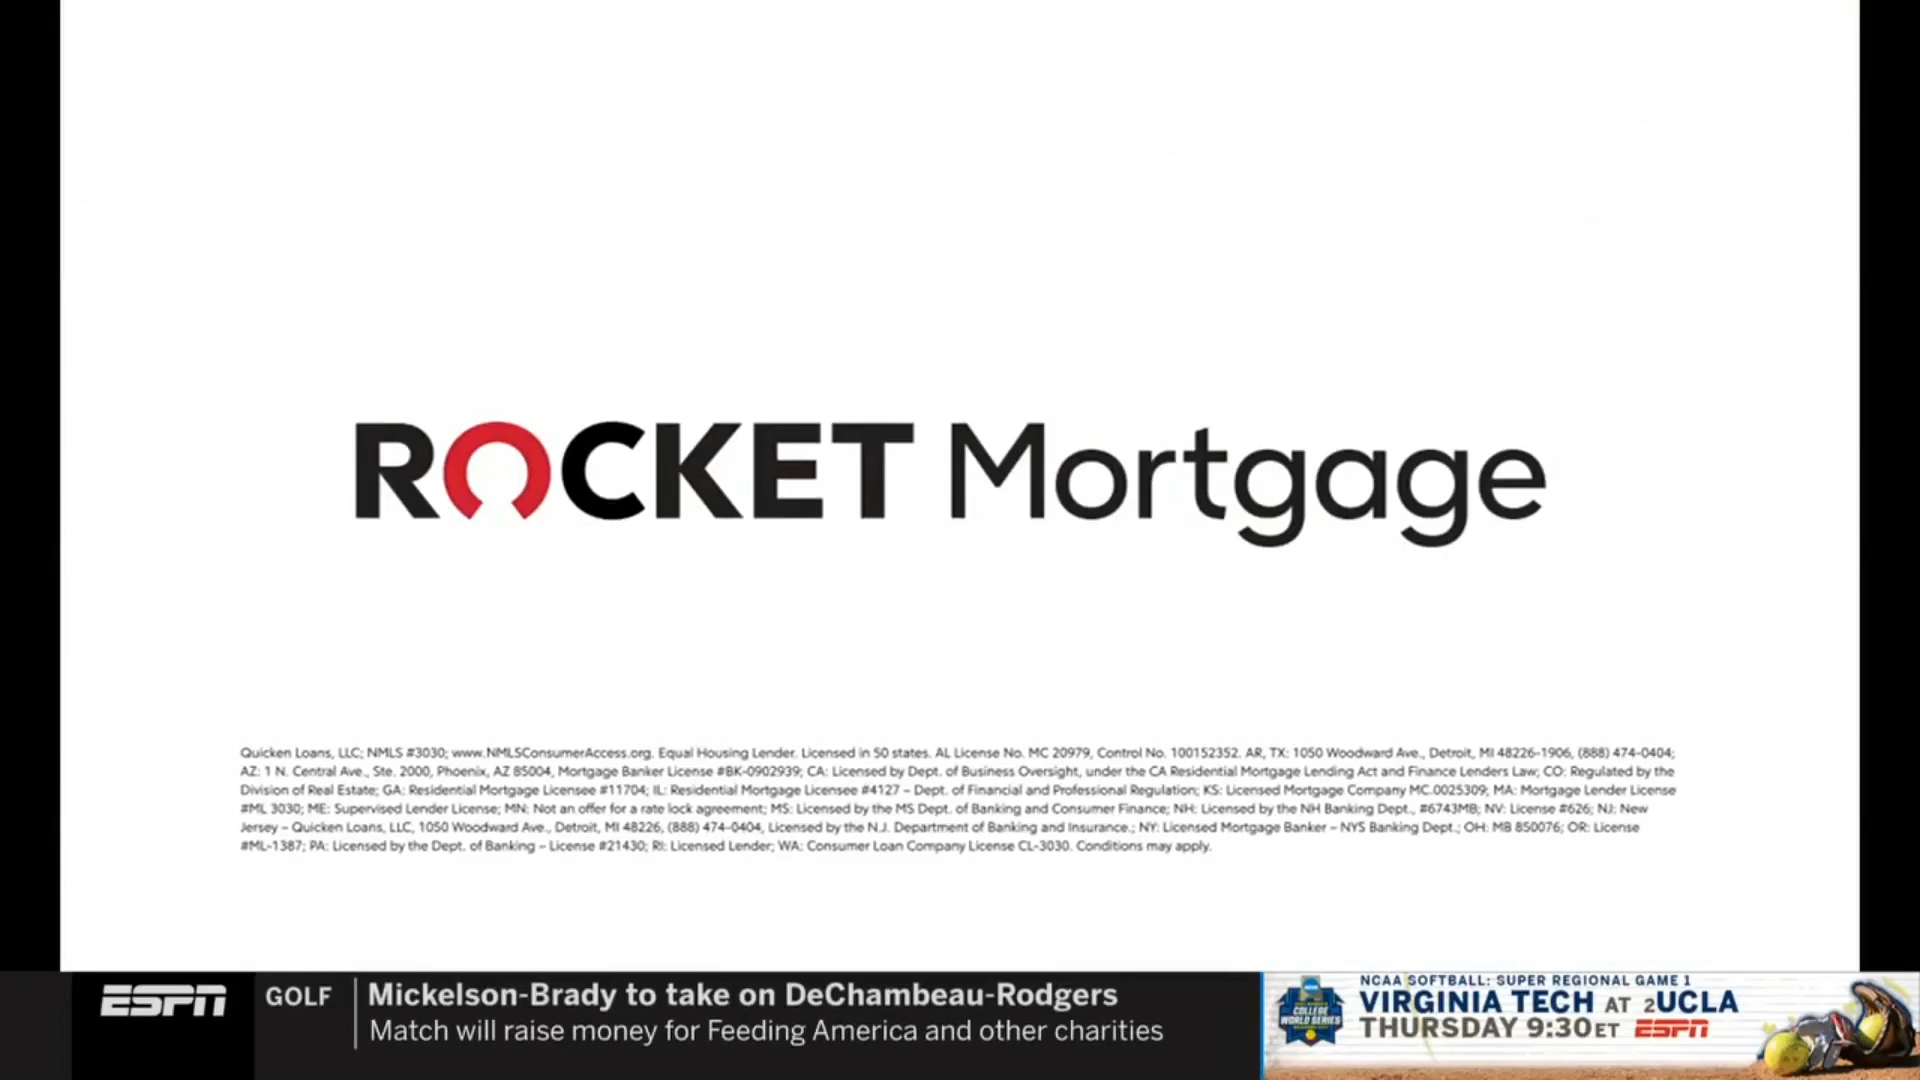 ROCKET Mortgage
Quicken Loans, LLC; NMLS #3030; www.NMLSConsumerAccess.org. Equal Housing Lender. Licensed in 50 states. AL License No. MC 20979, Control No. 100152352. AR, TX: 1050 Woodward Ave., Detroit, MI 48226-1906, (888) 474-0404;
AZ: 1 N. Central Ave., Ste. 2000, Phoenix, AZ 85004, Mortgage Banker License #BK-0902939; CA: Licensed by Dept. of Business Oversight, under the CA Residential Mortgage Lending Act and Finance Lenders Law; CO: Regulated by the
Division of Real Estate; GA: Residential Mortgage Licensee #11704; IL: Residential Mortgage Licensee #4127 – Dept. of Financial and Professional Regulation; KS: Licensed Mortgage Company MC.0025309; MA: Mortgage Lender License
#ML 3030; ME: Supervised Lender License; MN: Not an offer for a rate lock agreement; MS: Licensed by the MS Dept. of Banking and Consumer Finance; NH: Licensed by the NH Banking Dept., #6743MB; NV: License #626; NJ: New
Jersey – Quicken Loans, LLC, 1050 Woodward Ave., Detroit, MI 48226, (888) 474-0404, Licensed by the N.J. Department of Banking and Insurance.; NY: Licensed Mortgage Banker – NYS Banking Dept.; OH: MB 850076; OR: License
#ML-1387; PA: Licensed by the Dept. of Banking – License #21430; RI: Licensed Lender; WA: Consumer Loan Company License CL-3030. Conditions may apply.
ESPN
GOLF
Mickelson-Brady to take on DeChambeau-Rodgers
Match will raise money for Feeding America and other charities
NCAA
COLLEGE
WORLD SERIES
NCAA SOFTBALL: SUPER REGIONAL GAME 1
VIRGINIA TECH AT 2UCLA
THURSDAY 9:30 ET ESPN